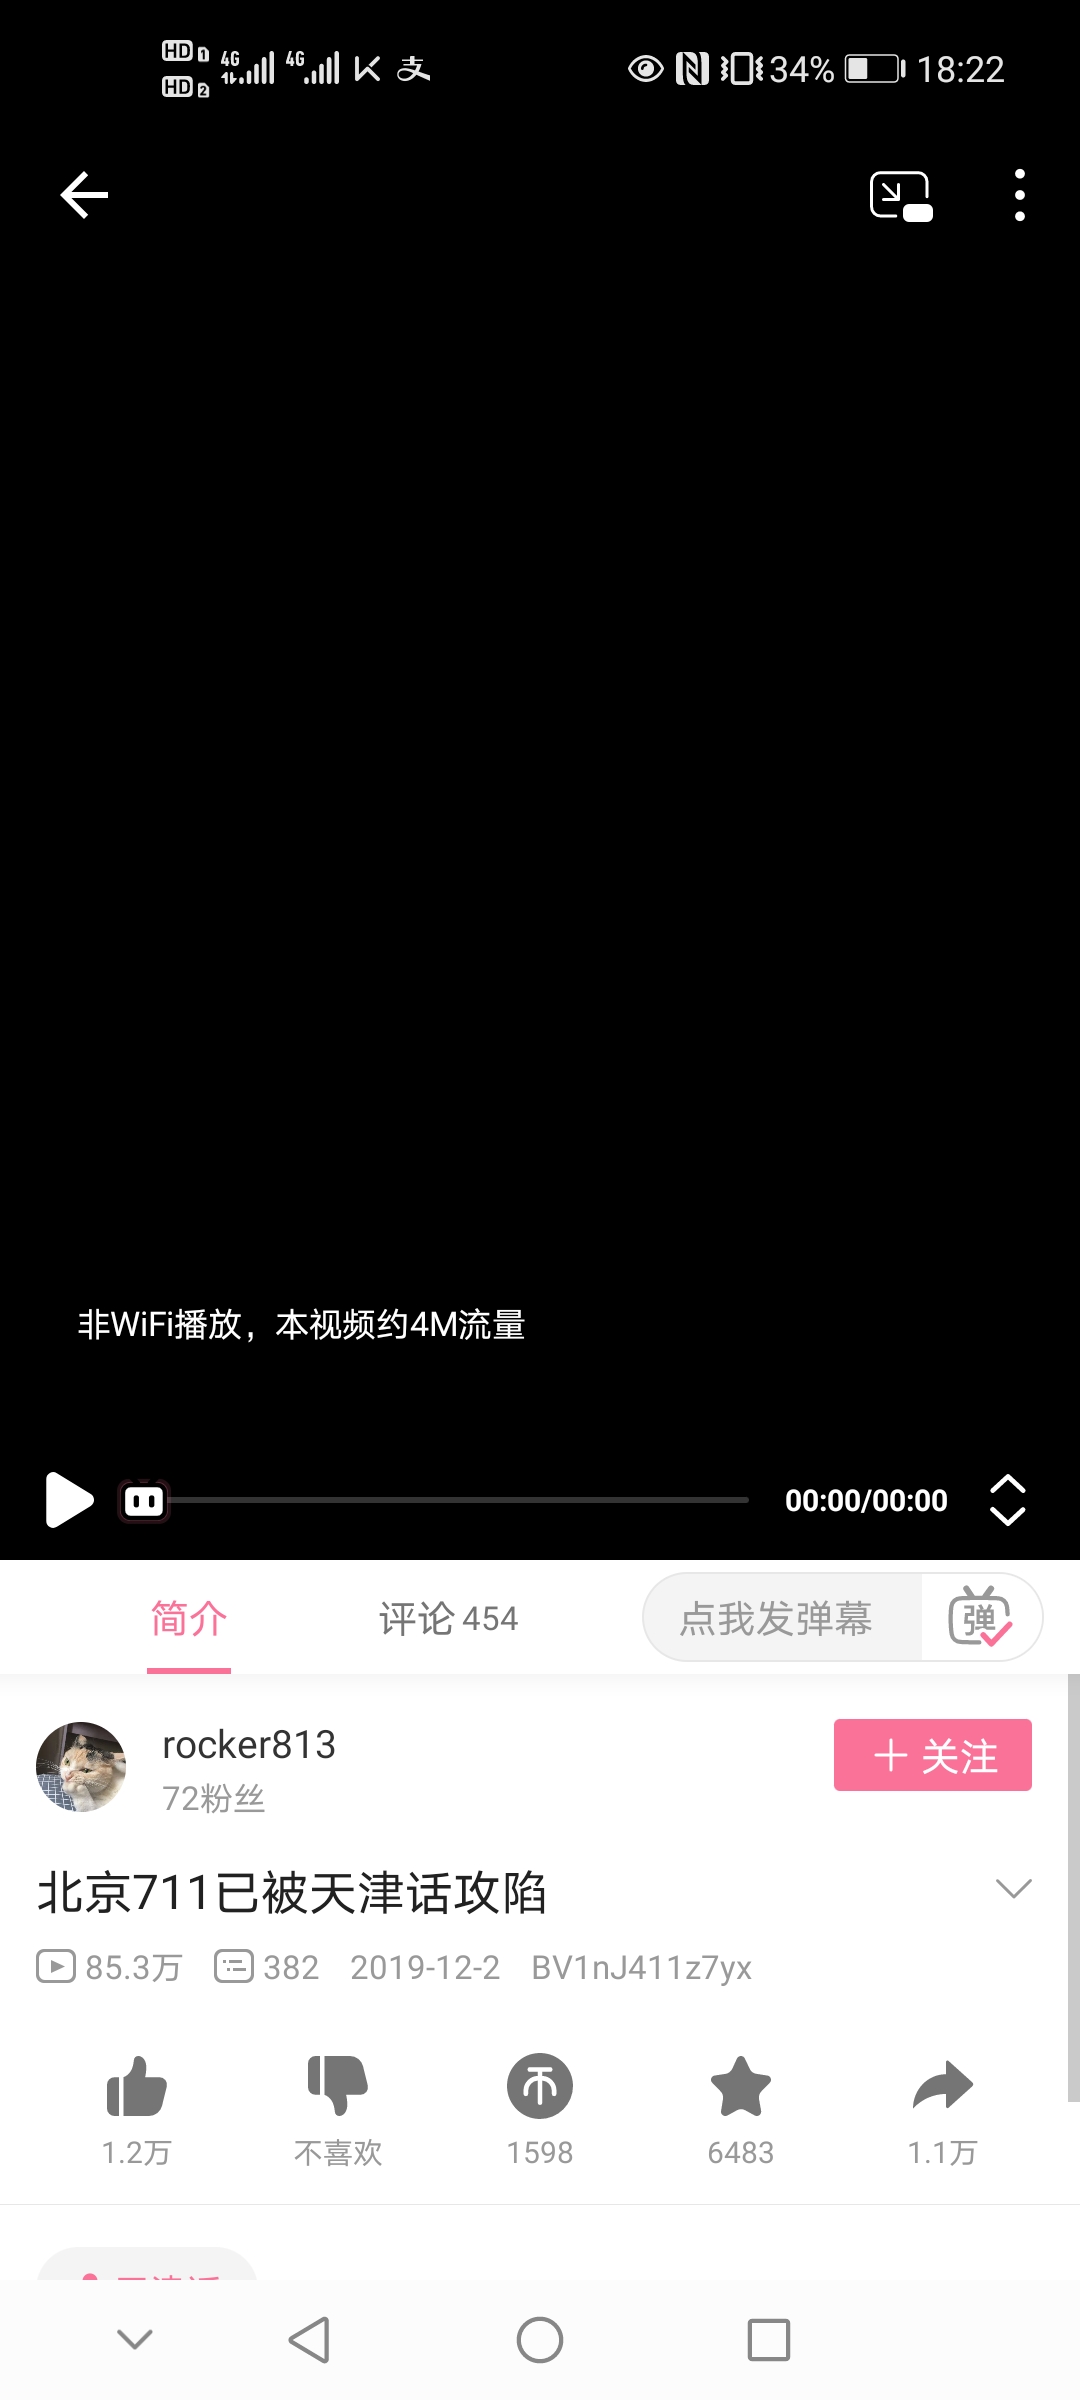 HD 1 4G 4G 34% 18:22
HD 2
非WiFi播放，本视频约4M流量
00:00/00:00
简介 评论 454 点我发弹幕 弹
rocker813
72粉丝
+ 关注
北京711已被天津话攻陷
85.3万 382 2019-12-2 BV1nJ411z7yx
1.2万 不喜欢 1598 6483 1.1万